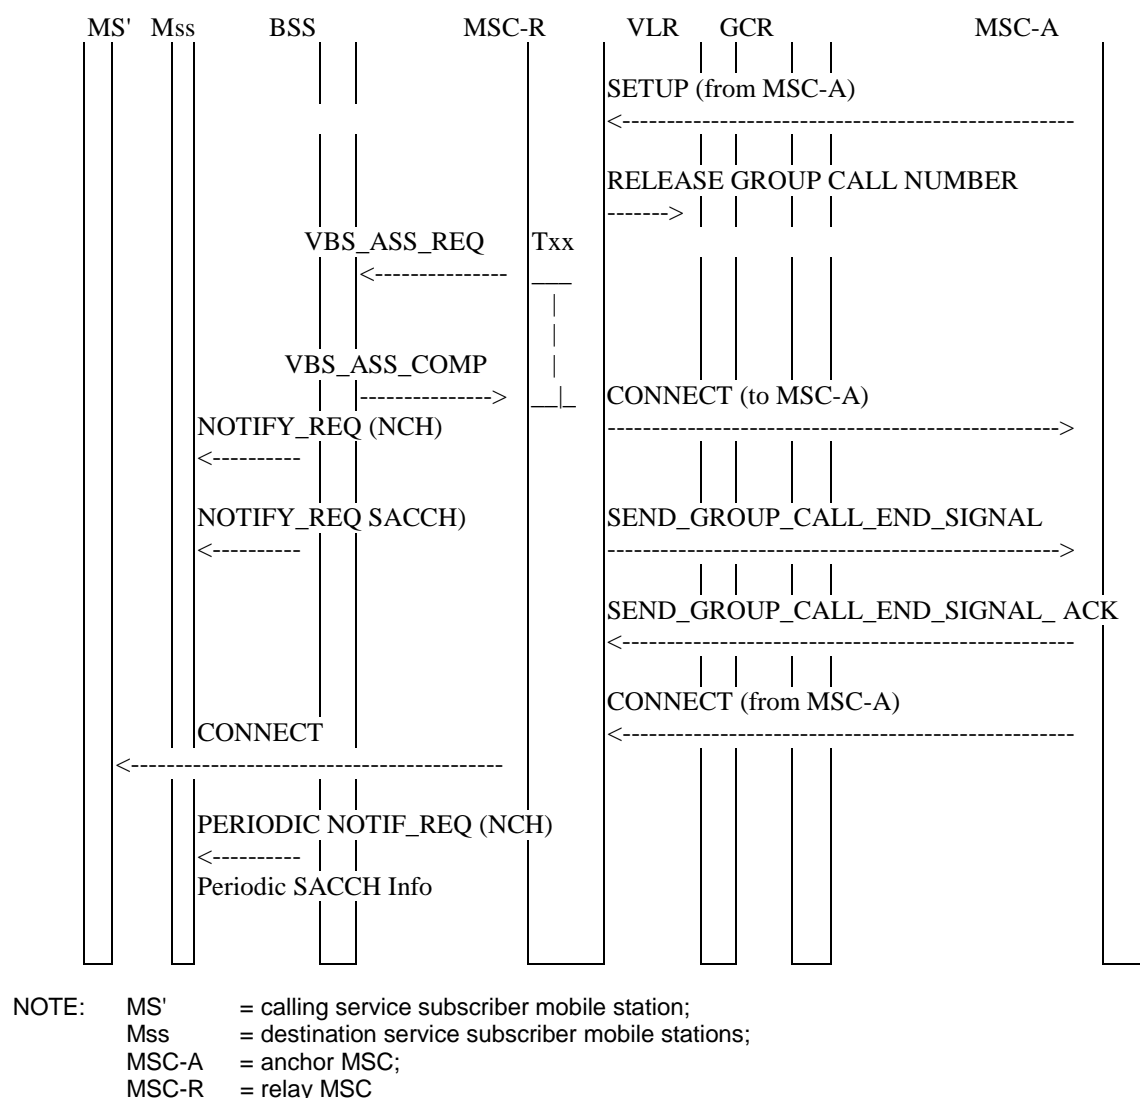 MS' Mss BSS MSC-R VLR GCR MSC-A
SETUP (from MSC-A)
<---------------------------------------------------
RELEASE GROUP CALL NUMBER
------->
VBS_ASS_REQ Txx
<---------------
VBS_ASS_COMP
---------------> CONNECT (to MSC-A)
NOTIFY_REQ (NCH) --------------------------------------------------->
<----------
NOTIFY_REQ SACCH) SEND_GROUP_CALL_END_SIGNAL
<---------- --------------------------------------------------->
SEND_GROUP_CALL_END_SIGNAL_ ACK
<---------------------------------------------------
CONNECT (from MSC-A)
CONNECT <---------------------------------------------------
<------------------------------------------
PERIODIC NOTIF_REQ (NCH)
<----------
Periodic SACCH Info
NOTE: MS' = calling service subscriber mobile station;
Mss = destination service subscriber mobile stations;
MSC-A = anchor MSC;
MSC-R = relay MSC